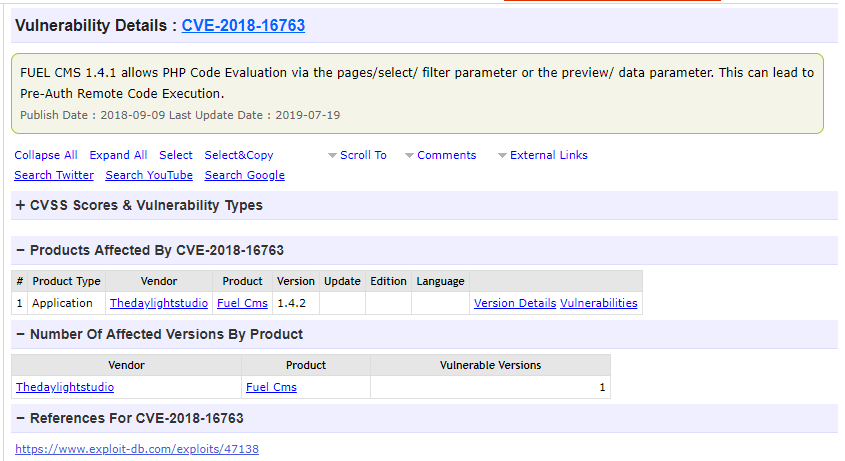 Vulnerability Details : CVE-2018-16763
FUEL CMS 1.4.1 allows PHP Code Evaluation via the pages/select/ filter parameter or the preview/ data parameter. This can lead to
Pre-Auth Remote Code Execution.
Publish Date : 2018-09-09 Last Update Date : 2019-07-19
Collapse All Expand All Select Select&Copy Scroll To Comments External Links
Search Twitter Search YouTube Search Google
+ CVSS Scores & Vulnerability Types
− Products Affected By CVE-2018-16763
# Product Type Vendor Product Version Update Edition Language
1 Application Thedaylightstudio Fuel Cms 1.4.2 Version Details Vulnerabilities
− Number Of Affected Versions By Product
Vendor Product Vulnerable Versions
Thedaylightstudio Fuel Cms 1
− References For CVE-2018-16763
https://www.exploit-db.com/exploits/47138